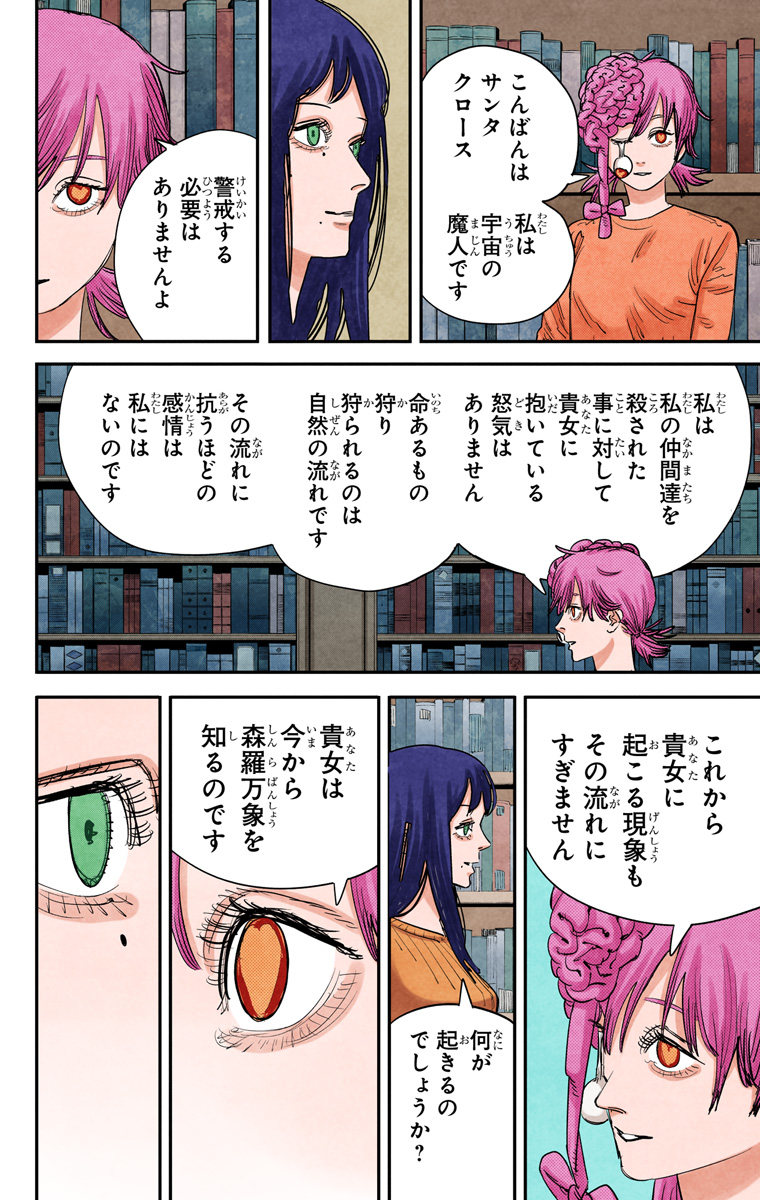 こんばんは
サンタ
クロース
私は
宇宙の
魔人です
警戒する
必要は
ありませんよ
私は
私の仲間達を
殺された
事に対して
貴女に
抱いている
怒気は
ありません
命あるもの
狩り
狩られるのは
自然の流れです
その流れに
抗うほどの
感情は
私には
ないのです
これから
貴女に
起こる現象も
その流れに
すぎません
何が
起きるの
でしょうか?
貴女は
今から
森羅万象を
知るのです